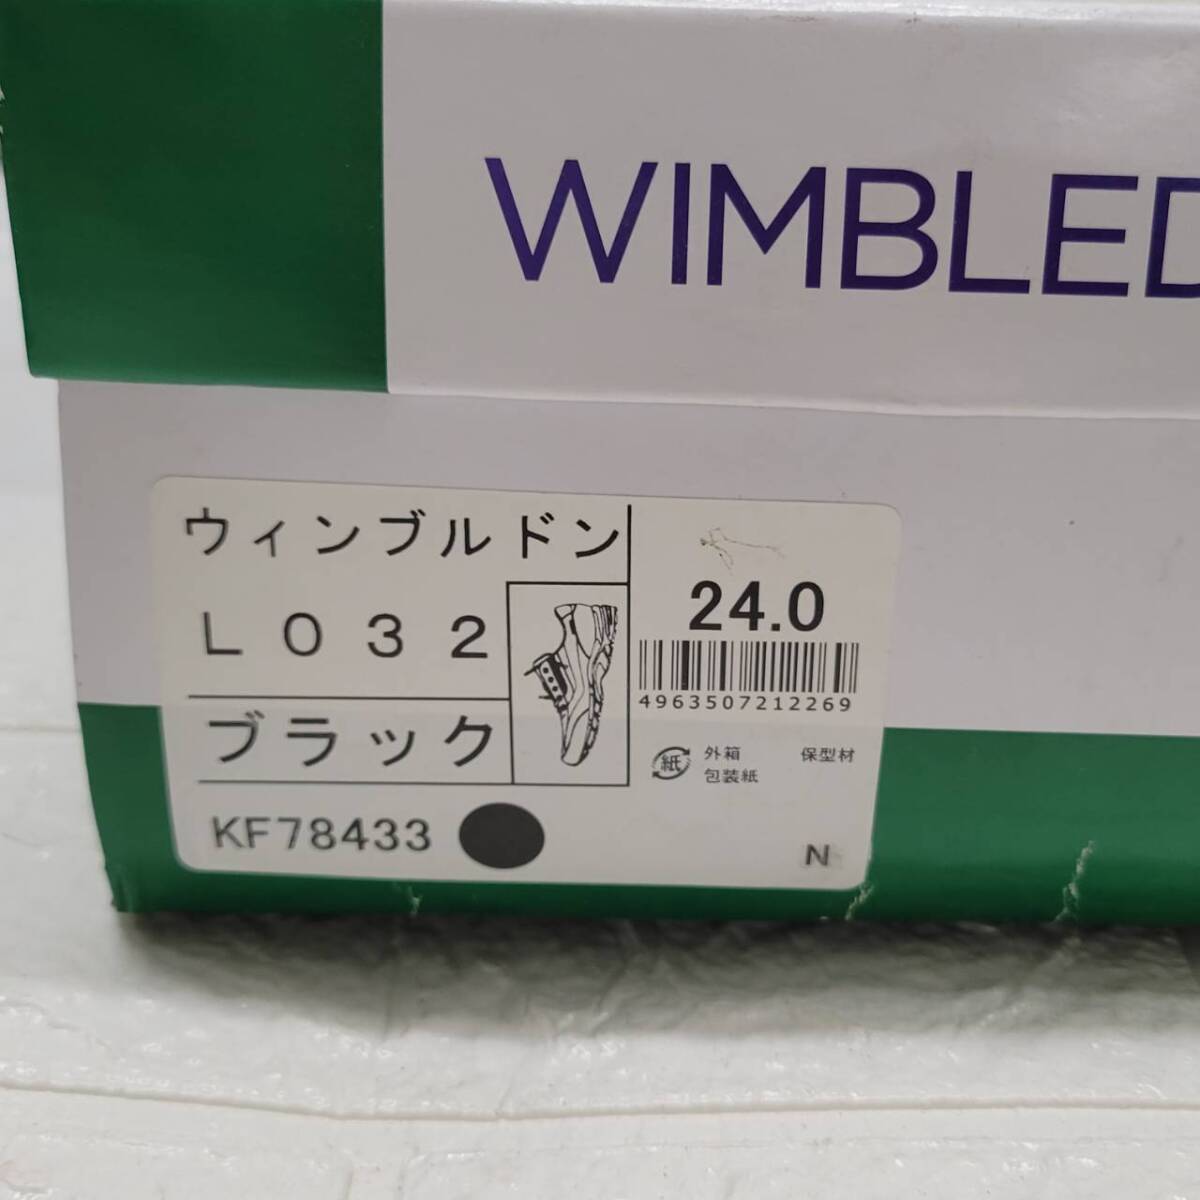 WIMBLED
ウィンブルドン
L032
ブラック
KF78433
24.0
4963507212269
紙
外箱 保型材
包装紙
N